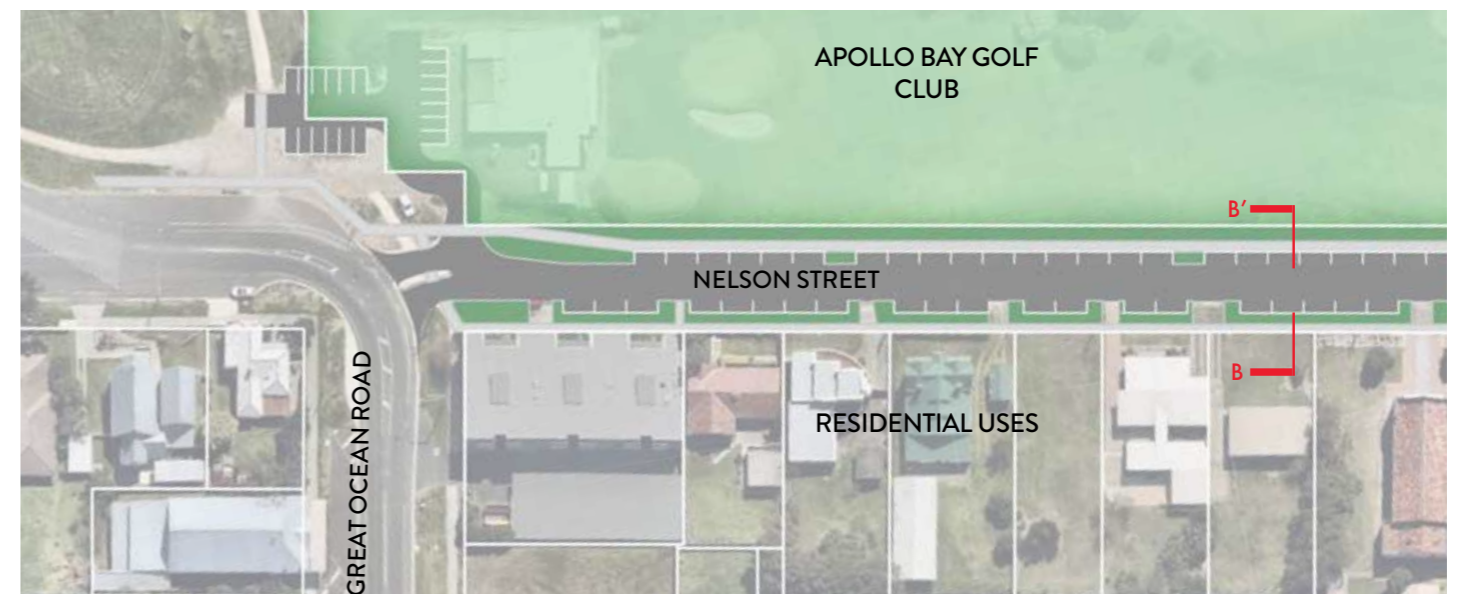 APOLLO BAY GOLF
CLUB
B′
NELSON STREET
B
GREAT OCEAN ROAD
RESIDENTIAL USES